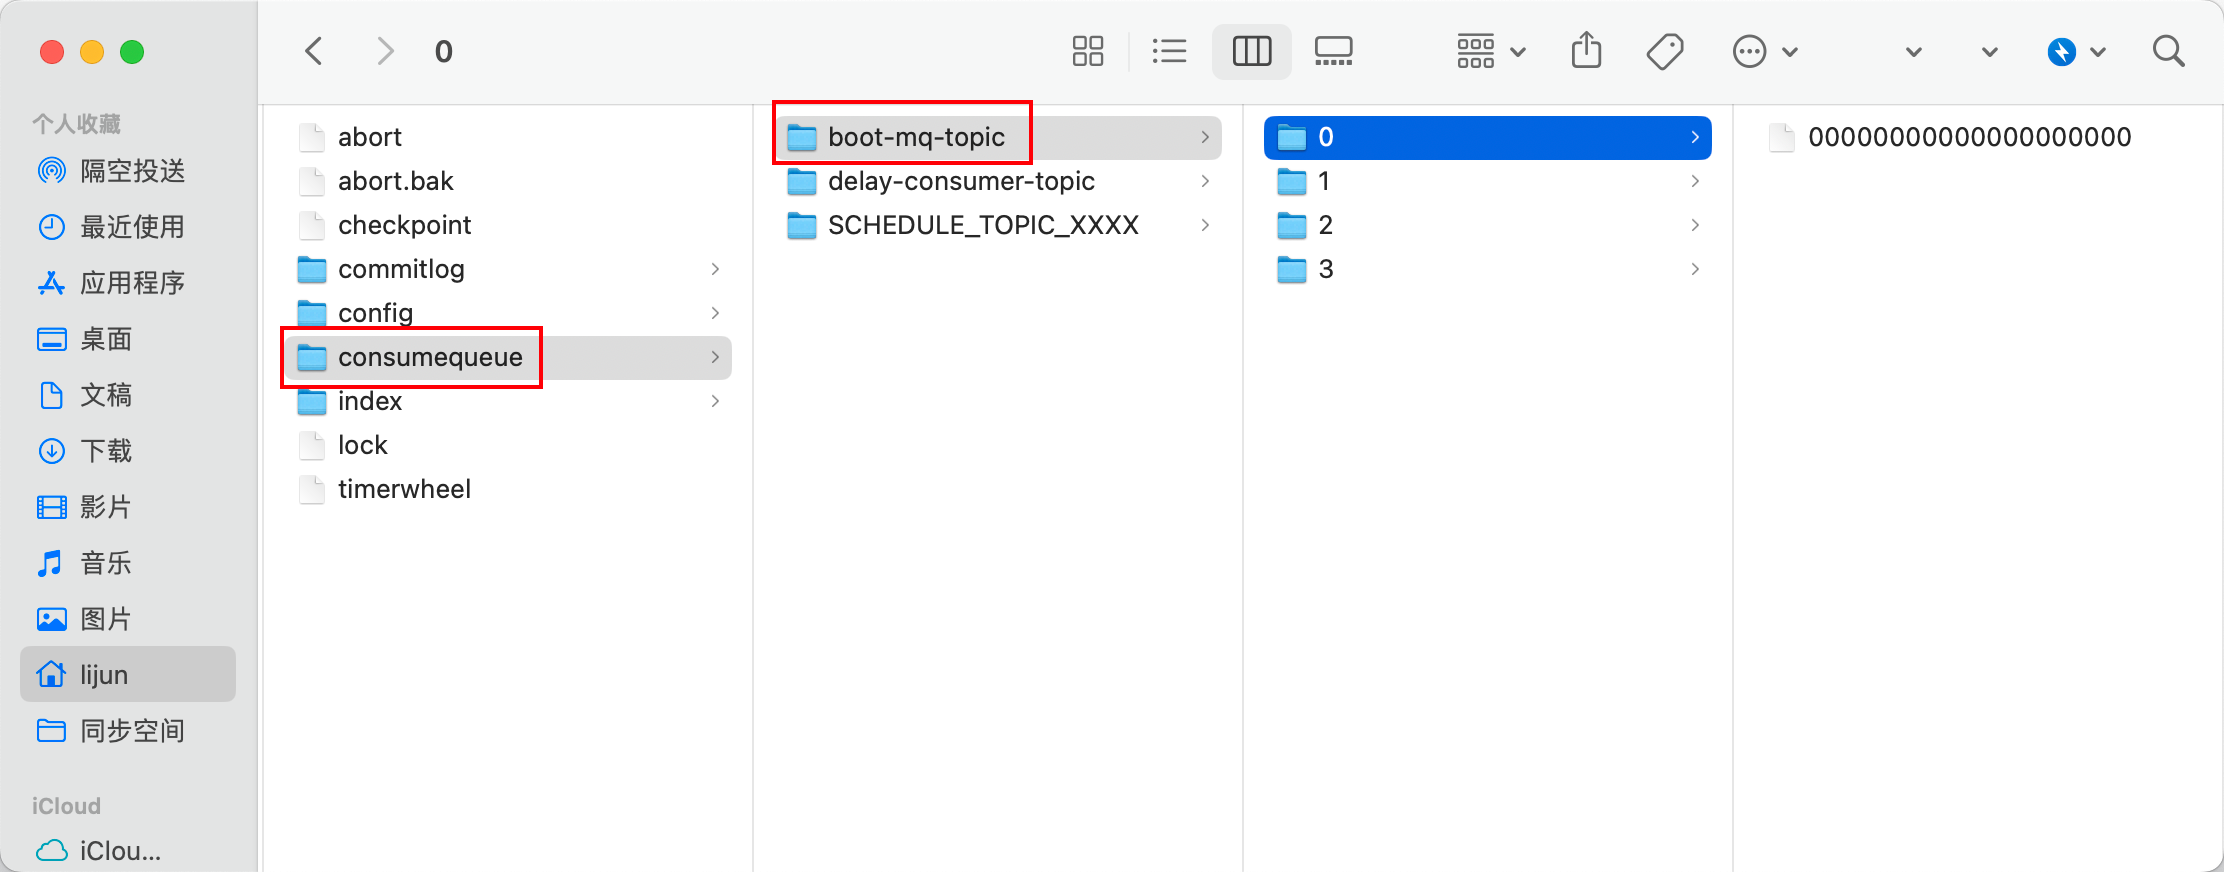 0
个人收藏
隔空投送
最近使用
应用程序
桌面
文稿
下载
影片
音乐
图片
lijun
同步空间
iCloud
iClou...
abort
abort.bak
checkpoint
commitlog
config
consumequeue
index
lock
timerwheel
boot-mq-topic
delay-consumer-topic
SCHEDULE_TOPIC_XXXX
0
1
2
3
00000000000000000000